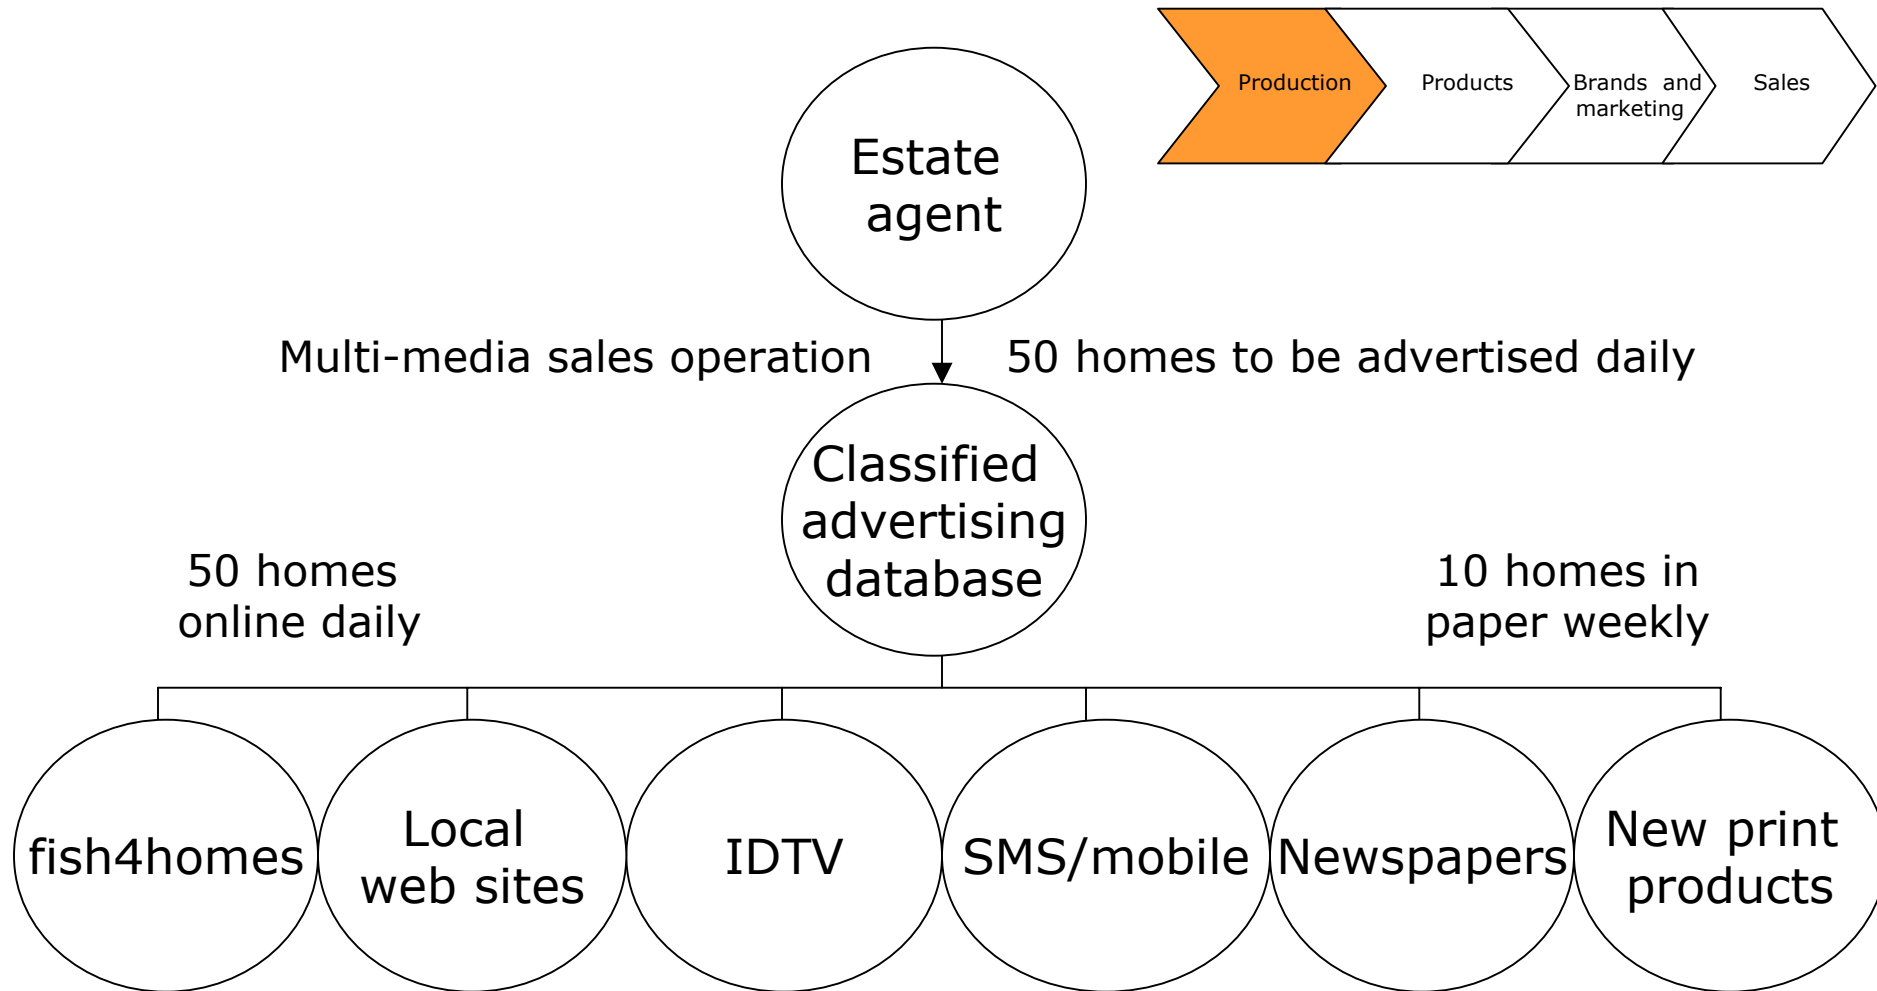 Production
Products
Brands and
marketing
Sales
Estate
agent
Multi-media sales operation
50 homes to be advertised daily
Classified
advertising
database
50 homes
online daily
10 homes in
paper weekly
fish4homes
Local
web sites
IDTV
SMS/mobile
Newspapers
New print
products